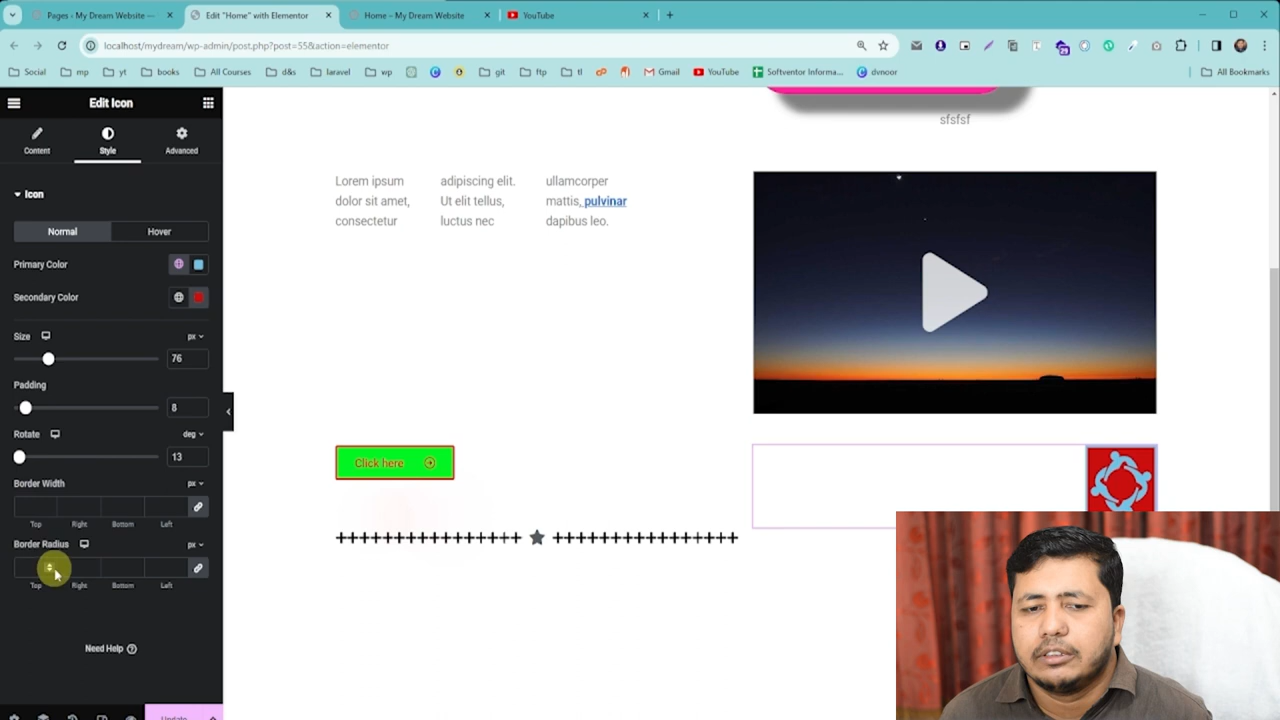 Pages - My Dream Website --
Edit "Home" with Elementor
Home – My Dream Website
YouTube
localhost/mydream/wp-admin/post.php?post=55&action=elementor
Social
mp
yt
books
All Courses
d&s
laravel
wp
git
ftp
tl
Gmail
YouTube
Softventor Informa...
dvnoor
All Bookmarks
Edit Icon
Content
Style
Advanced
Icon
Normal
Hover
Primary Color
Secondary Color
Size
px
76
Padding
8
Rotate
deg
13
Border Width
px
Top Right Bottom Left
Border Radius
px
Top Right Bottom Left
Need Help
Update
sfsfsf
Lorem ipsum
dolor sit amet,
consectetur
adipiscing elit.
Ut elit tellus,
luctus nec
ullamcorper
mattis, pulvinar
dapibus leo.
Click here